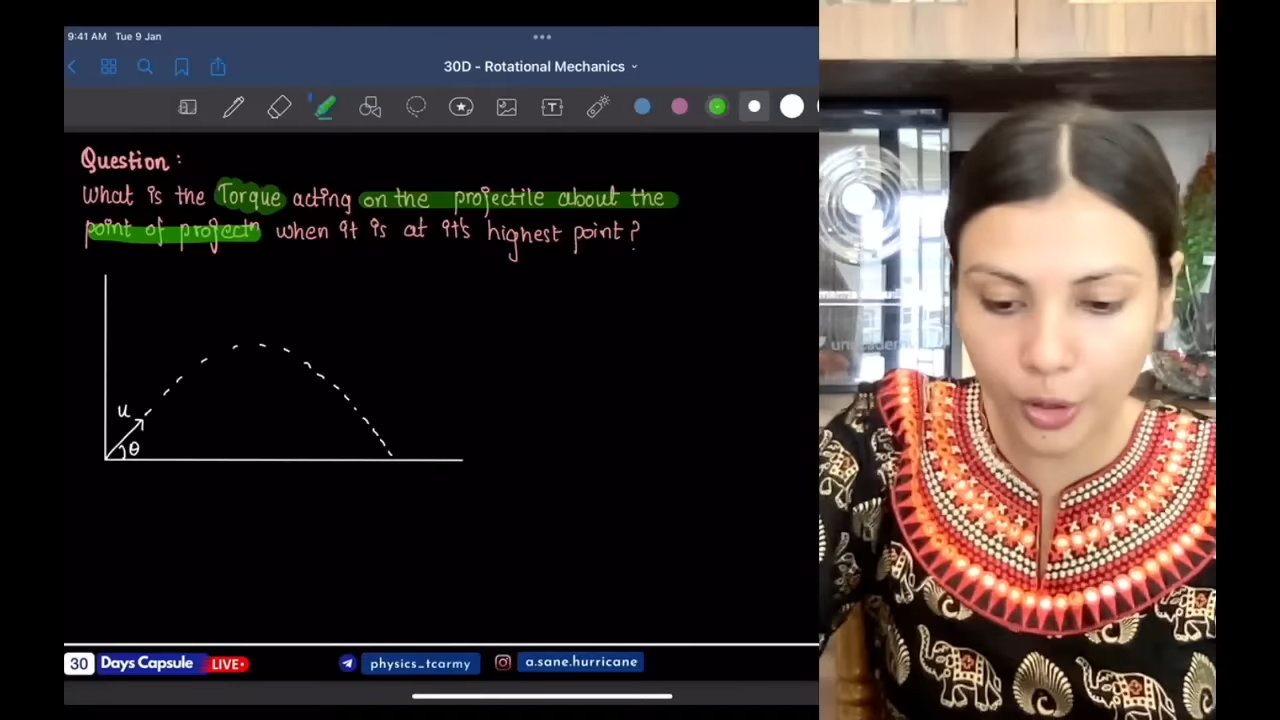 9:41 AM Tue 9 Jan
30D - Rotational Mechanics
Question :
What is the Torque acting on the projectile about the
point of projectn when it is at it's highest point?
u
θ
30 Days Capsule LIVE
physics_tcarmy
a.sane.hurricane